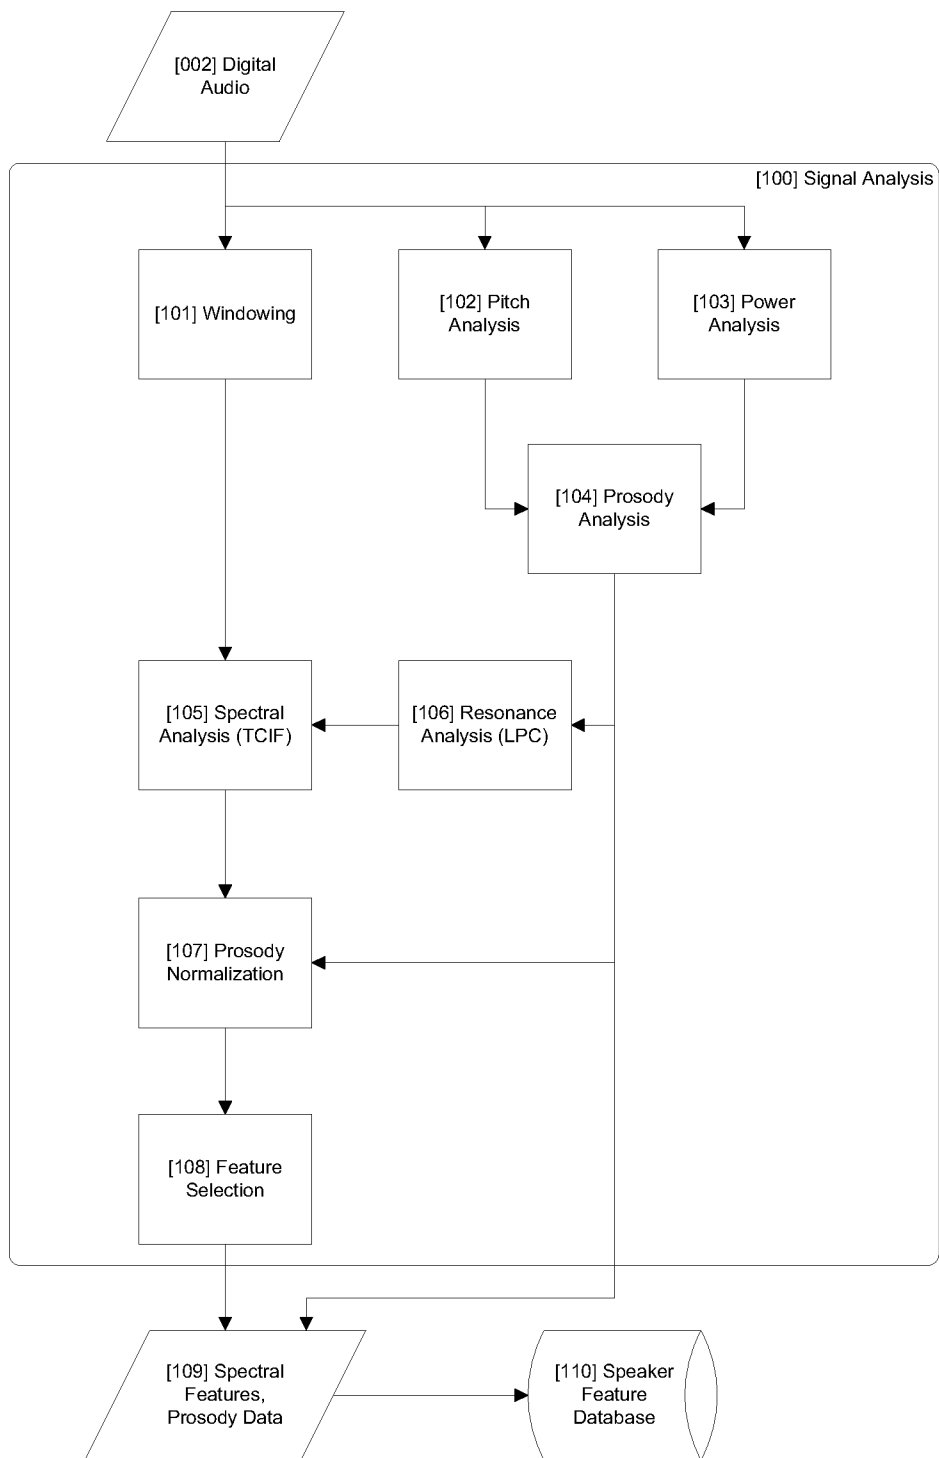 [002] Digital
Audio
[100] Signal Analysis
[101] Windowing
[102] Pitch
Analysis
[103] Power
Analysis
[104] Prosody
Analysis
[105] Spectral
Analysis (TCIF)
[106] Resonance
Analysis (LPC)
[107] Prosody
Normalization
[108] Feature
Selection
[109] Spectral
Features,
Prosody Data
[110] Speaker
Feature
Database